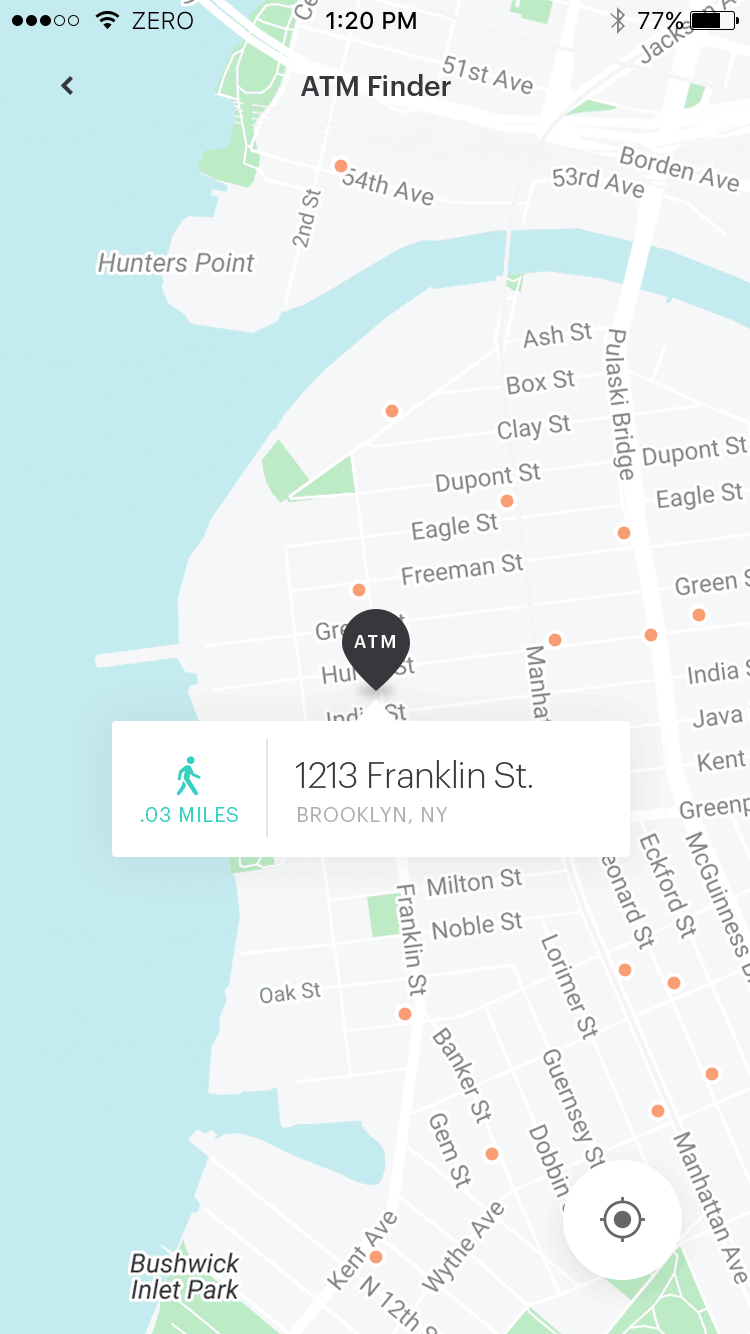 ZERO
1:20 PM
77%
ATM Finder
51st Ave
Borden Ave
53rd Ave
54th Ave
2nd St
Hunters Point
Ash St
Pulaski Bridge
Box St
Clay St
Dupont St
Dupont St
Eagle St
Eagle St
Freeman St
Green
ATM
India
Java
Kent
1213 Franklin St.
.03 MILES
BROOKLYN, NY
Milton St
Eckford St
Franklin St
Noble St
Lorimer St
Oak St
Banker St
Guernsey St
Gem St
Dobbin
Manhattan Ave
Kent Ave
Wythe Ave
Bushwick
Inlet Park
N 12th